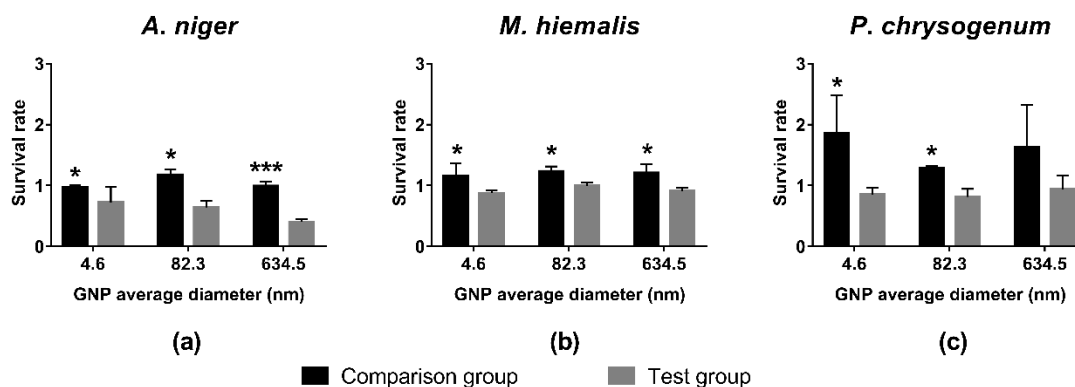 A. niger
M. hiemalis
P. chrysogenum
Survival rate
3
2
1
0
*
*
***
4.6 82.3 634.5
GNP average diameter (nm)
(a)
Survival rate
3
2
1
0
*
*
*
4.6 82.3 634.5
GNP average diameter (nm)
(b)
Survival rate
3
2
1
0
*
*
4.6 82.3 634.5
GNP average diameter (nm)
(c)
Comparison group
Test group